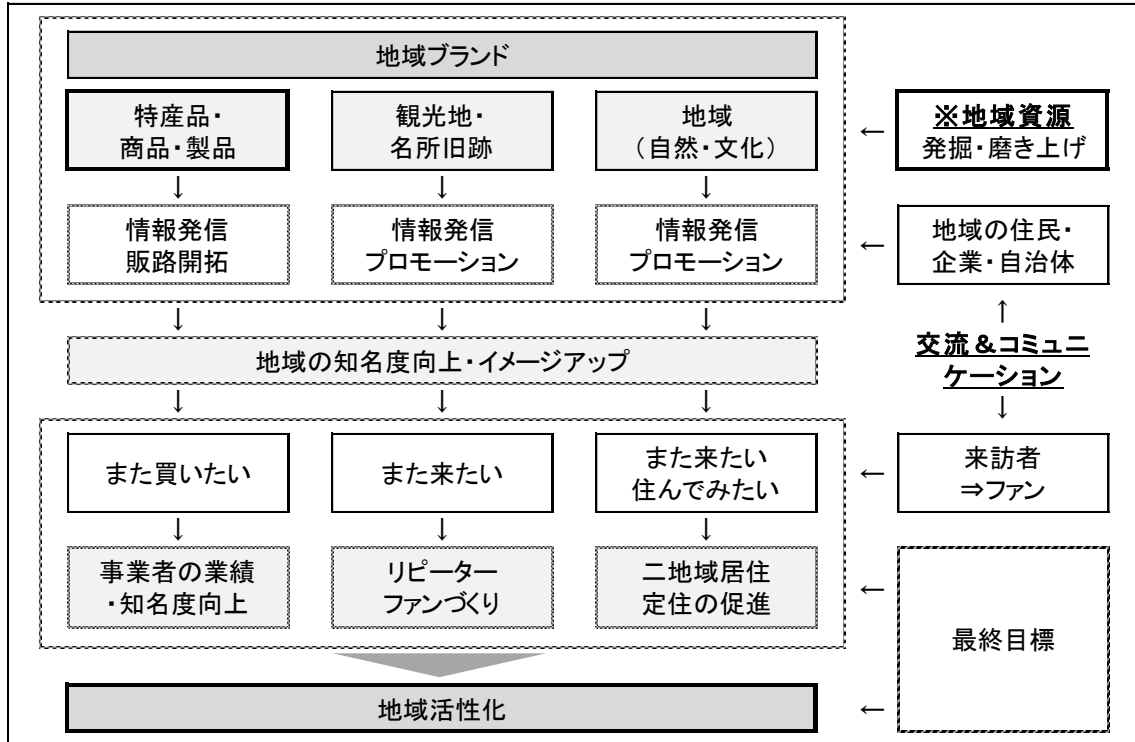 地域ブランド
特産品・
商品・製品
観光地・
名所旧跡
地域
（自然・文化）
←
※地域資源
発掘・磨き上げ
↓ ↓ ↓
情報発信
販路開拓
情報発信
プロモーション
情報発信
プロモーション
←
地域の住民・
企業・自治体
↓ ↓ ↓
↑
地域の知名度向上・イメージアップ
交流＆コミュニ
ケーション
↓ ↓ ↓
↓
また買いたい
また来たい
また来たい
住んでみたい
←
来訪者
⇒ファン
↓ ↓ ↓
事業者の業績
・知名度向上
リピーター
ファンづくり
二地域居住
定住の促進
←
最終目標
地域活性化
←